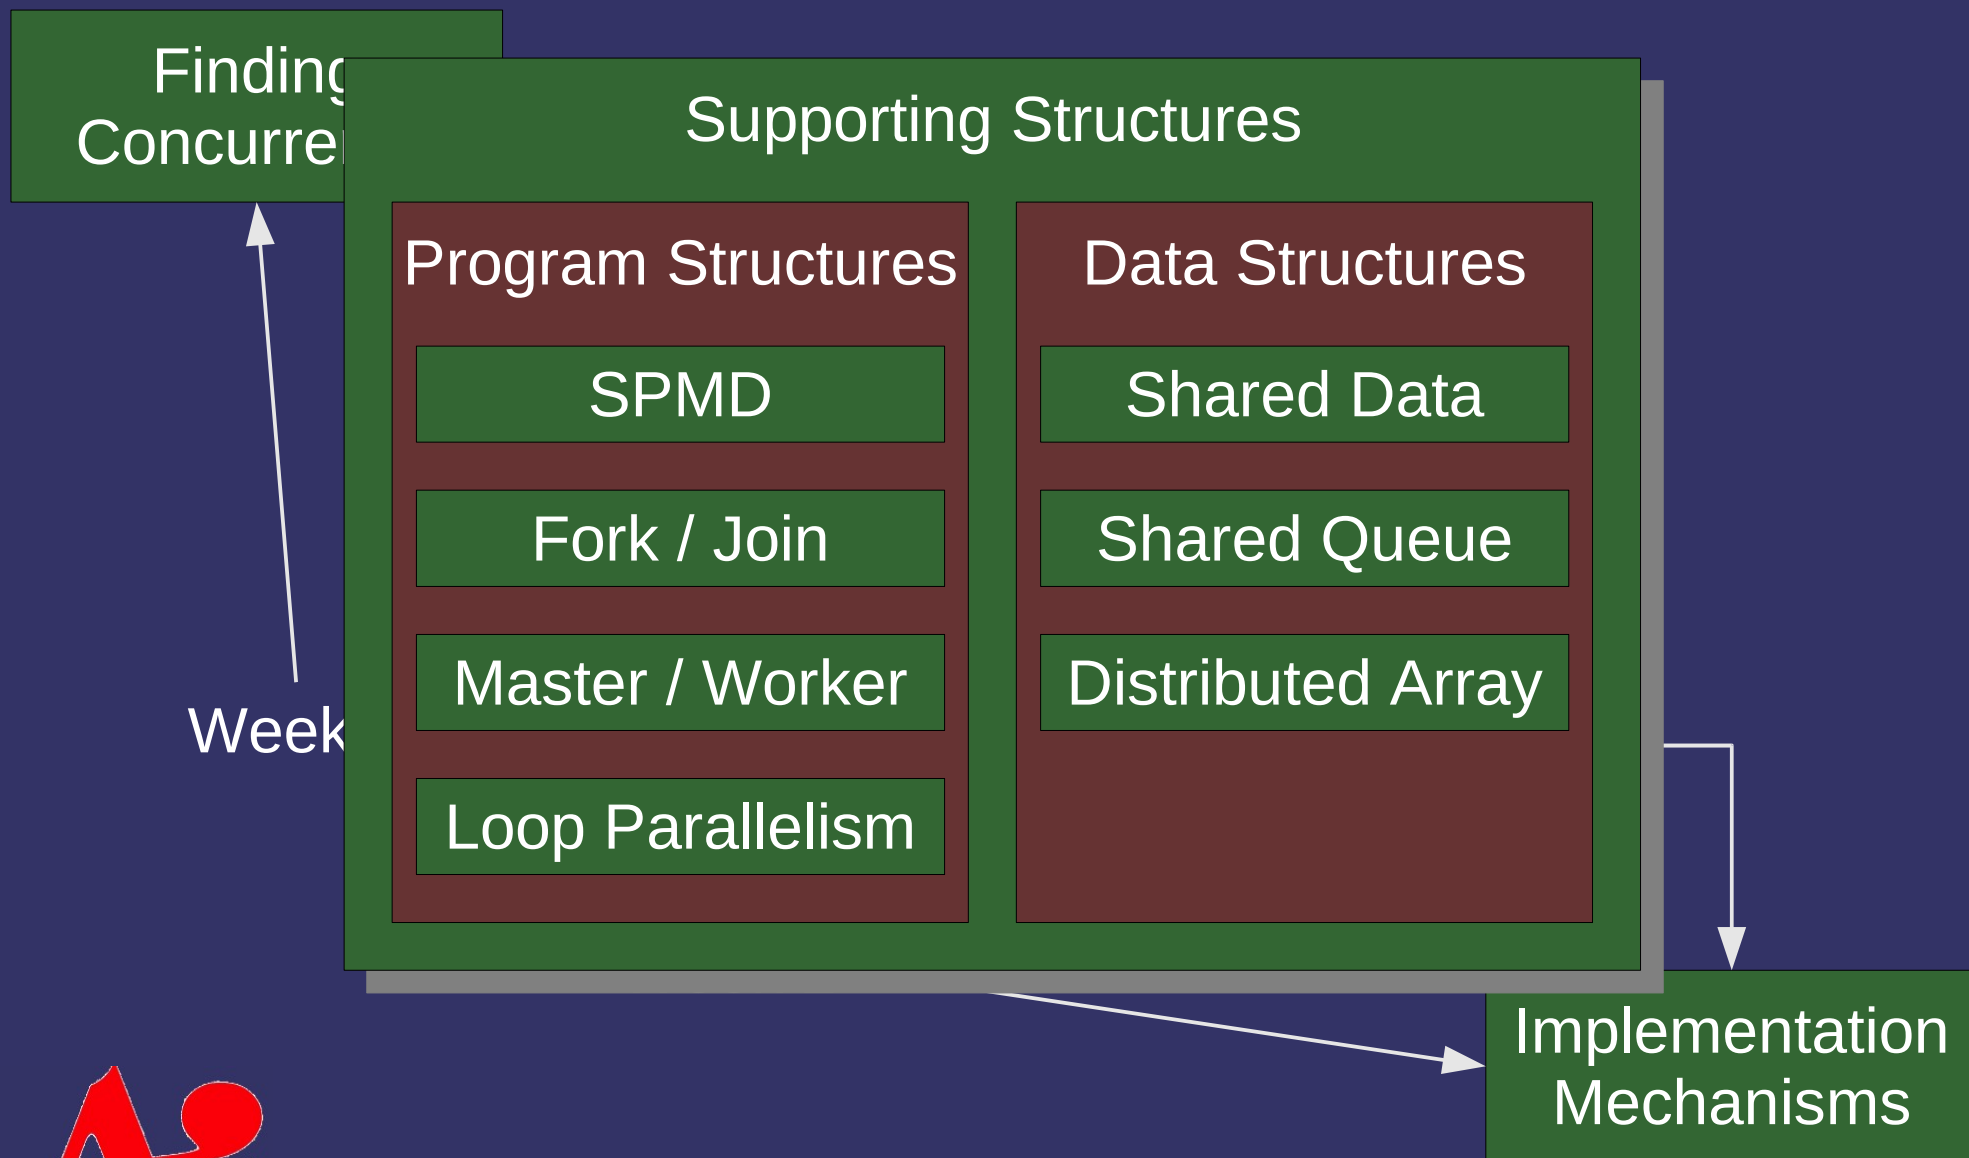 Finding
Supporting Structures
Program Structures
Data Structures
SPMD
Shared Data
Fork / Join
Shared Queue
Master / Worker
Distributed Array
Week
Loop Parallelism
Implementation
Mechanisms